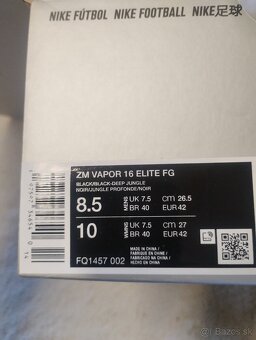 NIKE FÚTBOL NIKE FOOTBALL NIKE足球
ZM VAPOR 16 ELITE FG
BLACK/BLACK-DEEP JUNGLE
NOIR/JUNGLE PROFONDE/NOIR
8.5 MENS UK 7.5 cm 26.5
BR 40 EUR 42
10 WMNS UK 7.5 cm 27
BR 40 EUR 42
MADE IN CHINA /
FQ1457 002
bazos.sk